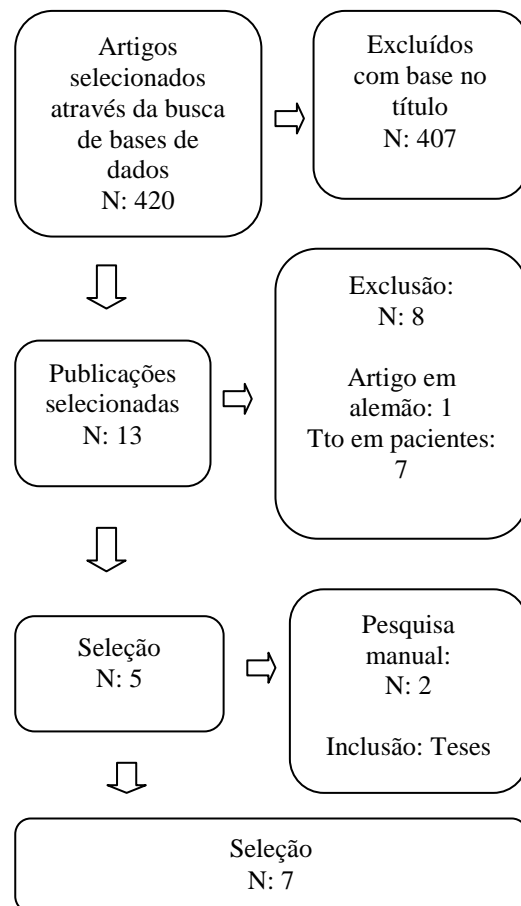 Artigos
selecionados
através da busca
de bases de
dados
N: 420
Excluídos
com base no
título
N: 407
Publicações
selecionadas
N: 13
Exclusão:
N: 8
Artigo em
alemão: 1
Tto em pacientes:
7
Seleção
N: 5
Pesquisa
manual:
N: 2
Inclusão: Teses
Seleção
N: 7